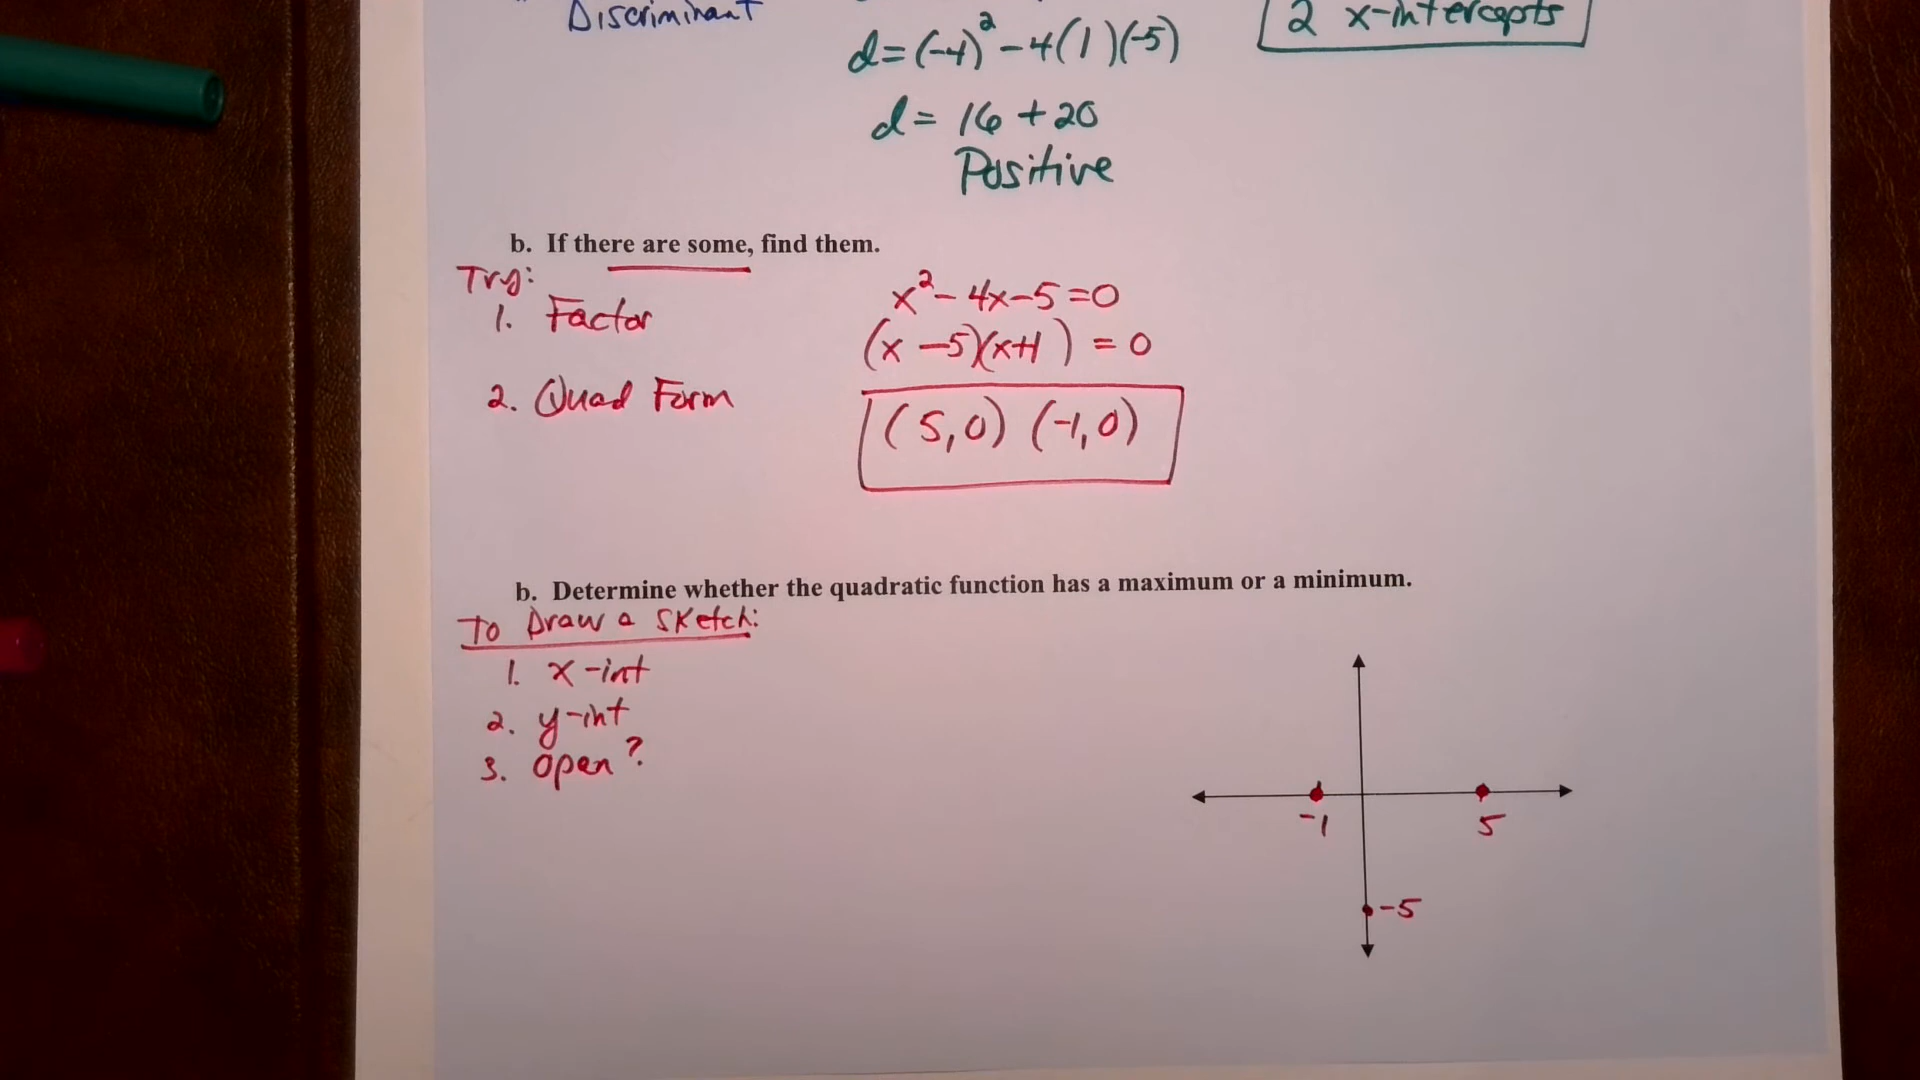 Discriminant
d=(-4)²-4(1)(-5)
2 x-intercepts
d= 16 +20
Positive
b. If there are some, find them.
Try:
1. Factor
2. Quad Form
x²- 4x-5=0
(x -5)(x+1) = 0
(5,0) (-1,0)
b. Determine whether the quadratic function has a maximum or a minimum.
To Draw a Sketch:
1. x-int
2. y-int
3. Open?
-1
5
-5